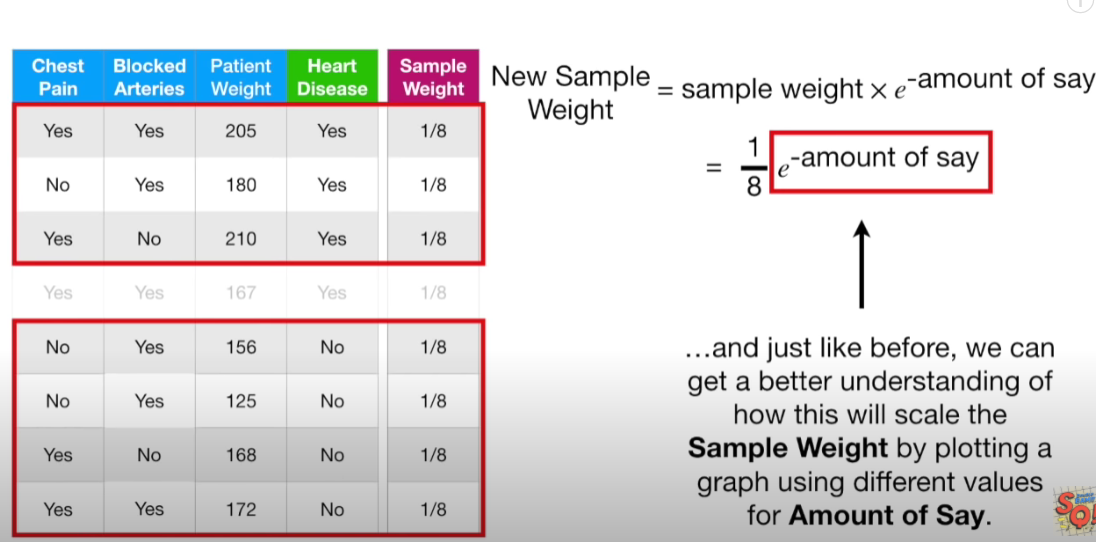 Chest Pain Blocked Arteries Patient Weight Heart Disease Sample Weight
Yes Yes 205 Yes 1/8
No Yes 180 Yes 1/8
Yes No 210 Yes 1/8
Yes Yes 167 Yes 1/8
No Yes 156 No 1/8
No Yes 125 No 1/8
Yes No 168 No 1/8
Yes Yes 172 No 1/8
New Sample Weight = sample weight × e^-amount of say
= 1/8 e^-amount of say
...and just like before, we can
get a better understanding of
how this will scale the
Sample Weight by plotting a
graph using different values
for Amount of Say.
SQ!